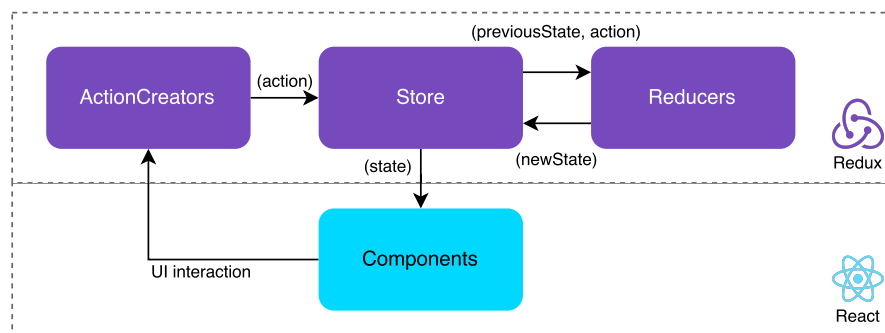 (previousState, action)
ActionCreators
(action)
Store
Reducers
(newState)
Redux
(state)
Components
UI interaction
React